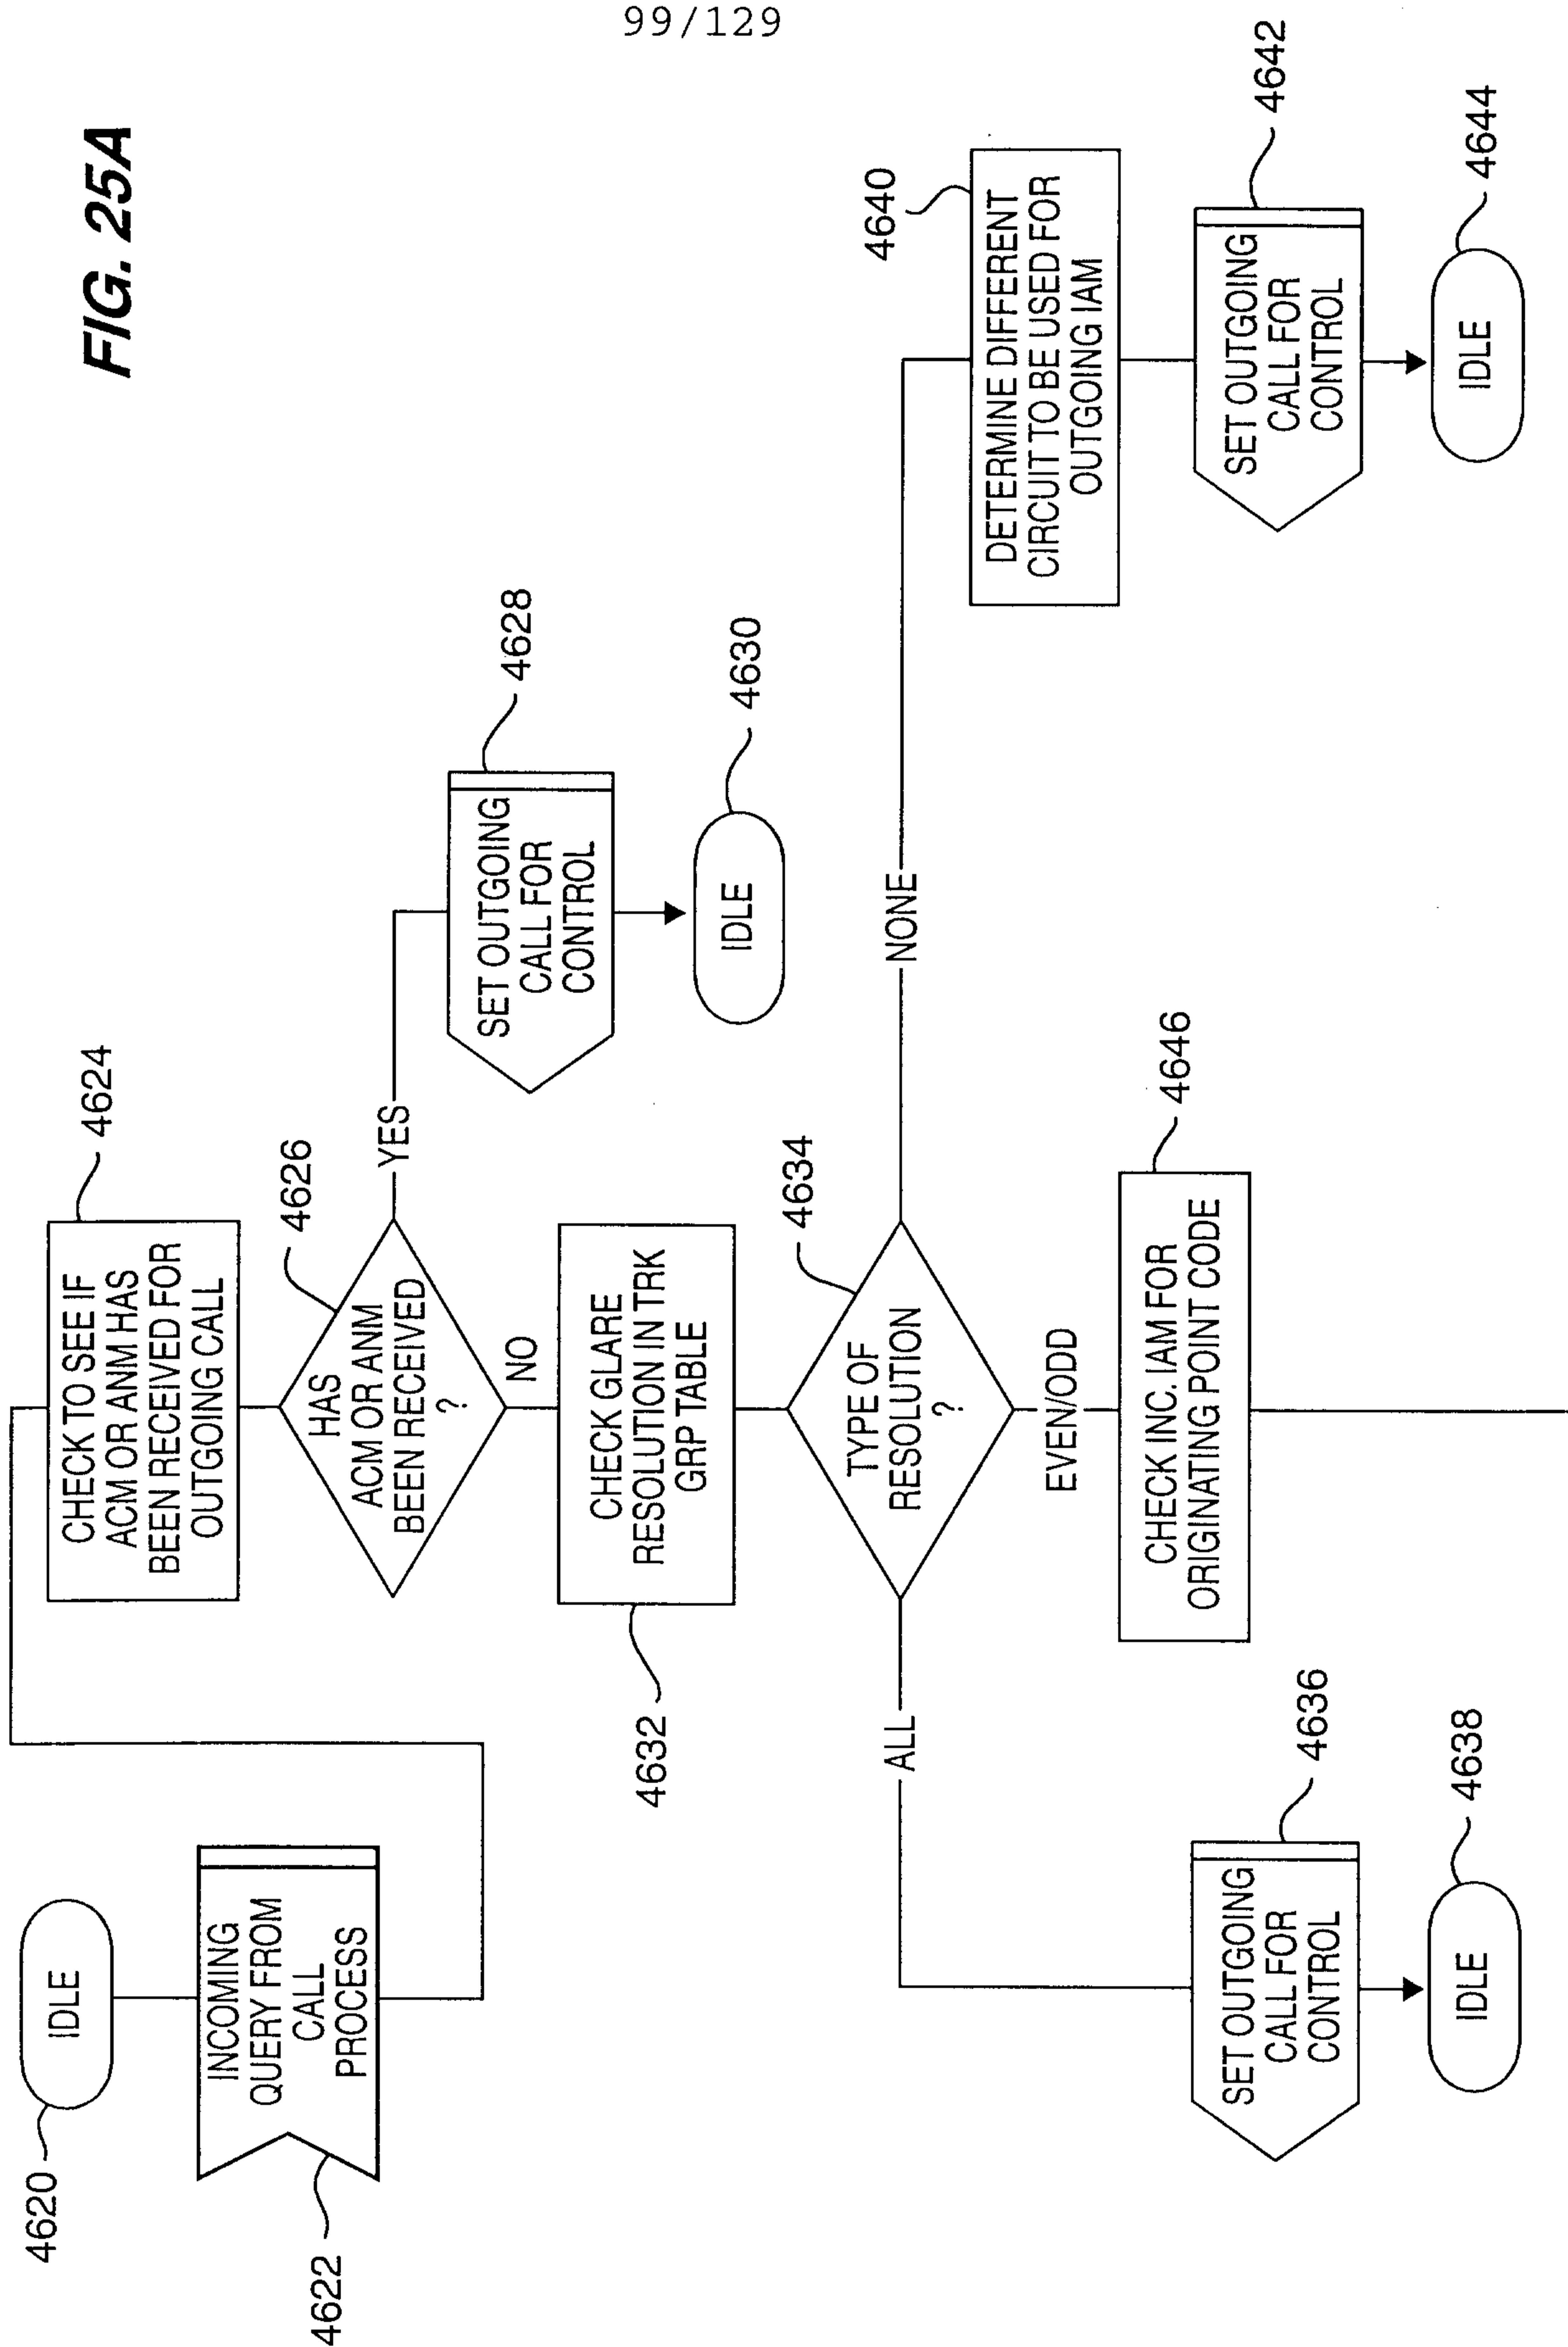 99/129
FIG. 25A
4620
IDLE
4622
INCOMING
QUERY FROM
CALL
PROCESS
4624
CHECK TO SEE IF
ACM OR ANM HAS
BEEN RECEIVED FOR
OUTGOING CALL
4626
HAS
ACM OR ANM
BEEN RECEIVED
?
YES
4628
SET OUTGOING
CALL FOR
CONTROL
4630
IDLE
NO
4632
CHECK GLARE
RESOLUTION IN TRK
GRP TABLE
4634
TYPE OF
RESOLUTION
?
ALL
4636
SET OUTGOING
CALL FOR
CONTROL
4638
IDLE
EVEN/ODD
4646
CHECK INC. IAM FOR
ORIGINATING POINT CODE
NONE
4640
DETERMINE DIFFERENT
CIRCUIT TO BE USED FOR
OUTGOING IAM
4642
SET OUTGOING
CALL FOR
CONTROL
4644
IDLE